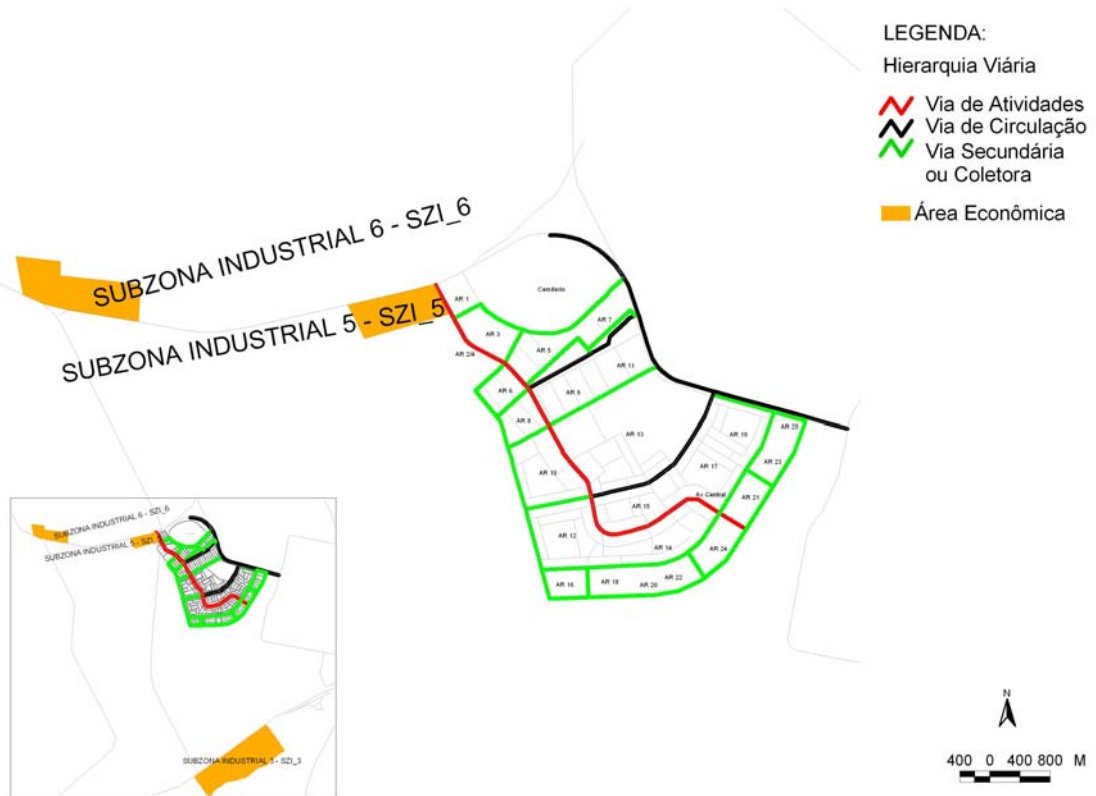 LEGENDA:
Hierarquia Viária
Via de Atividades
Via de Circulação
Via Secundária
ou Coletora
Área Econômica
SUBZONA INDUSTRIAL 6 - SZI_6
SUBZONA INDUSTRIAL 5 - SZI_5
Cemitério
AR 1
AR 3
AR 7
AR 2/4
AR 5
AR 11
AR 6
AR 9
AR 8
AR 13
AR 19
AR 25
AR 10
AR 17
AR 23
Av Central
AR 21
AR 15
AR 12
AR 14
AR 24
AR 16
AR 18
AR 20
AR 22
SUBZONA INDUSTRIAL 6 - SZI_6
SUBZONA INDUSTRIAL 5 - SZI_
SUBZONA INDUSTRIAL 3 - SZI_3
N
400 0 400 800 M